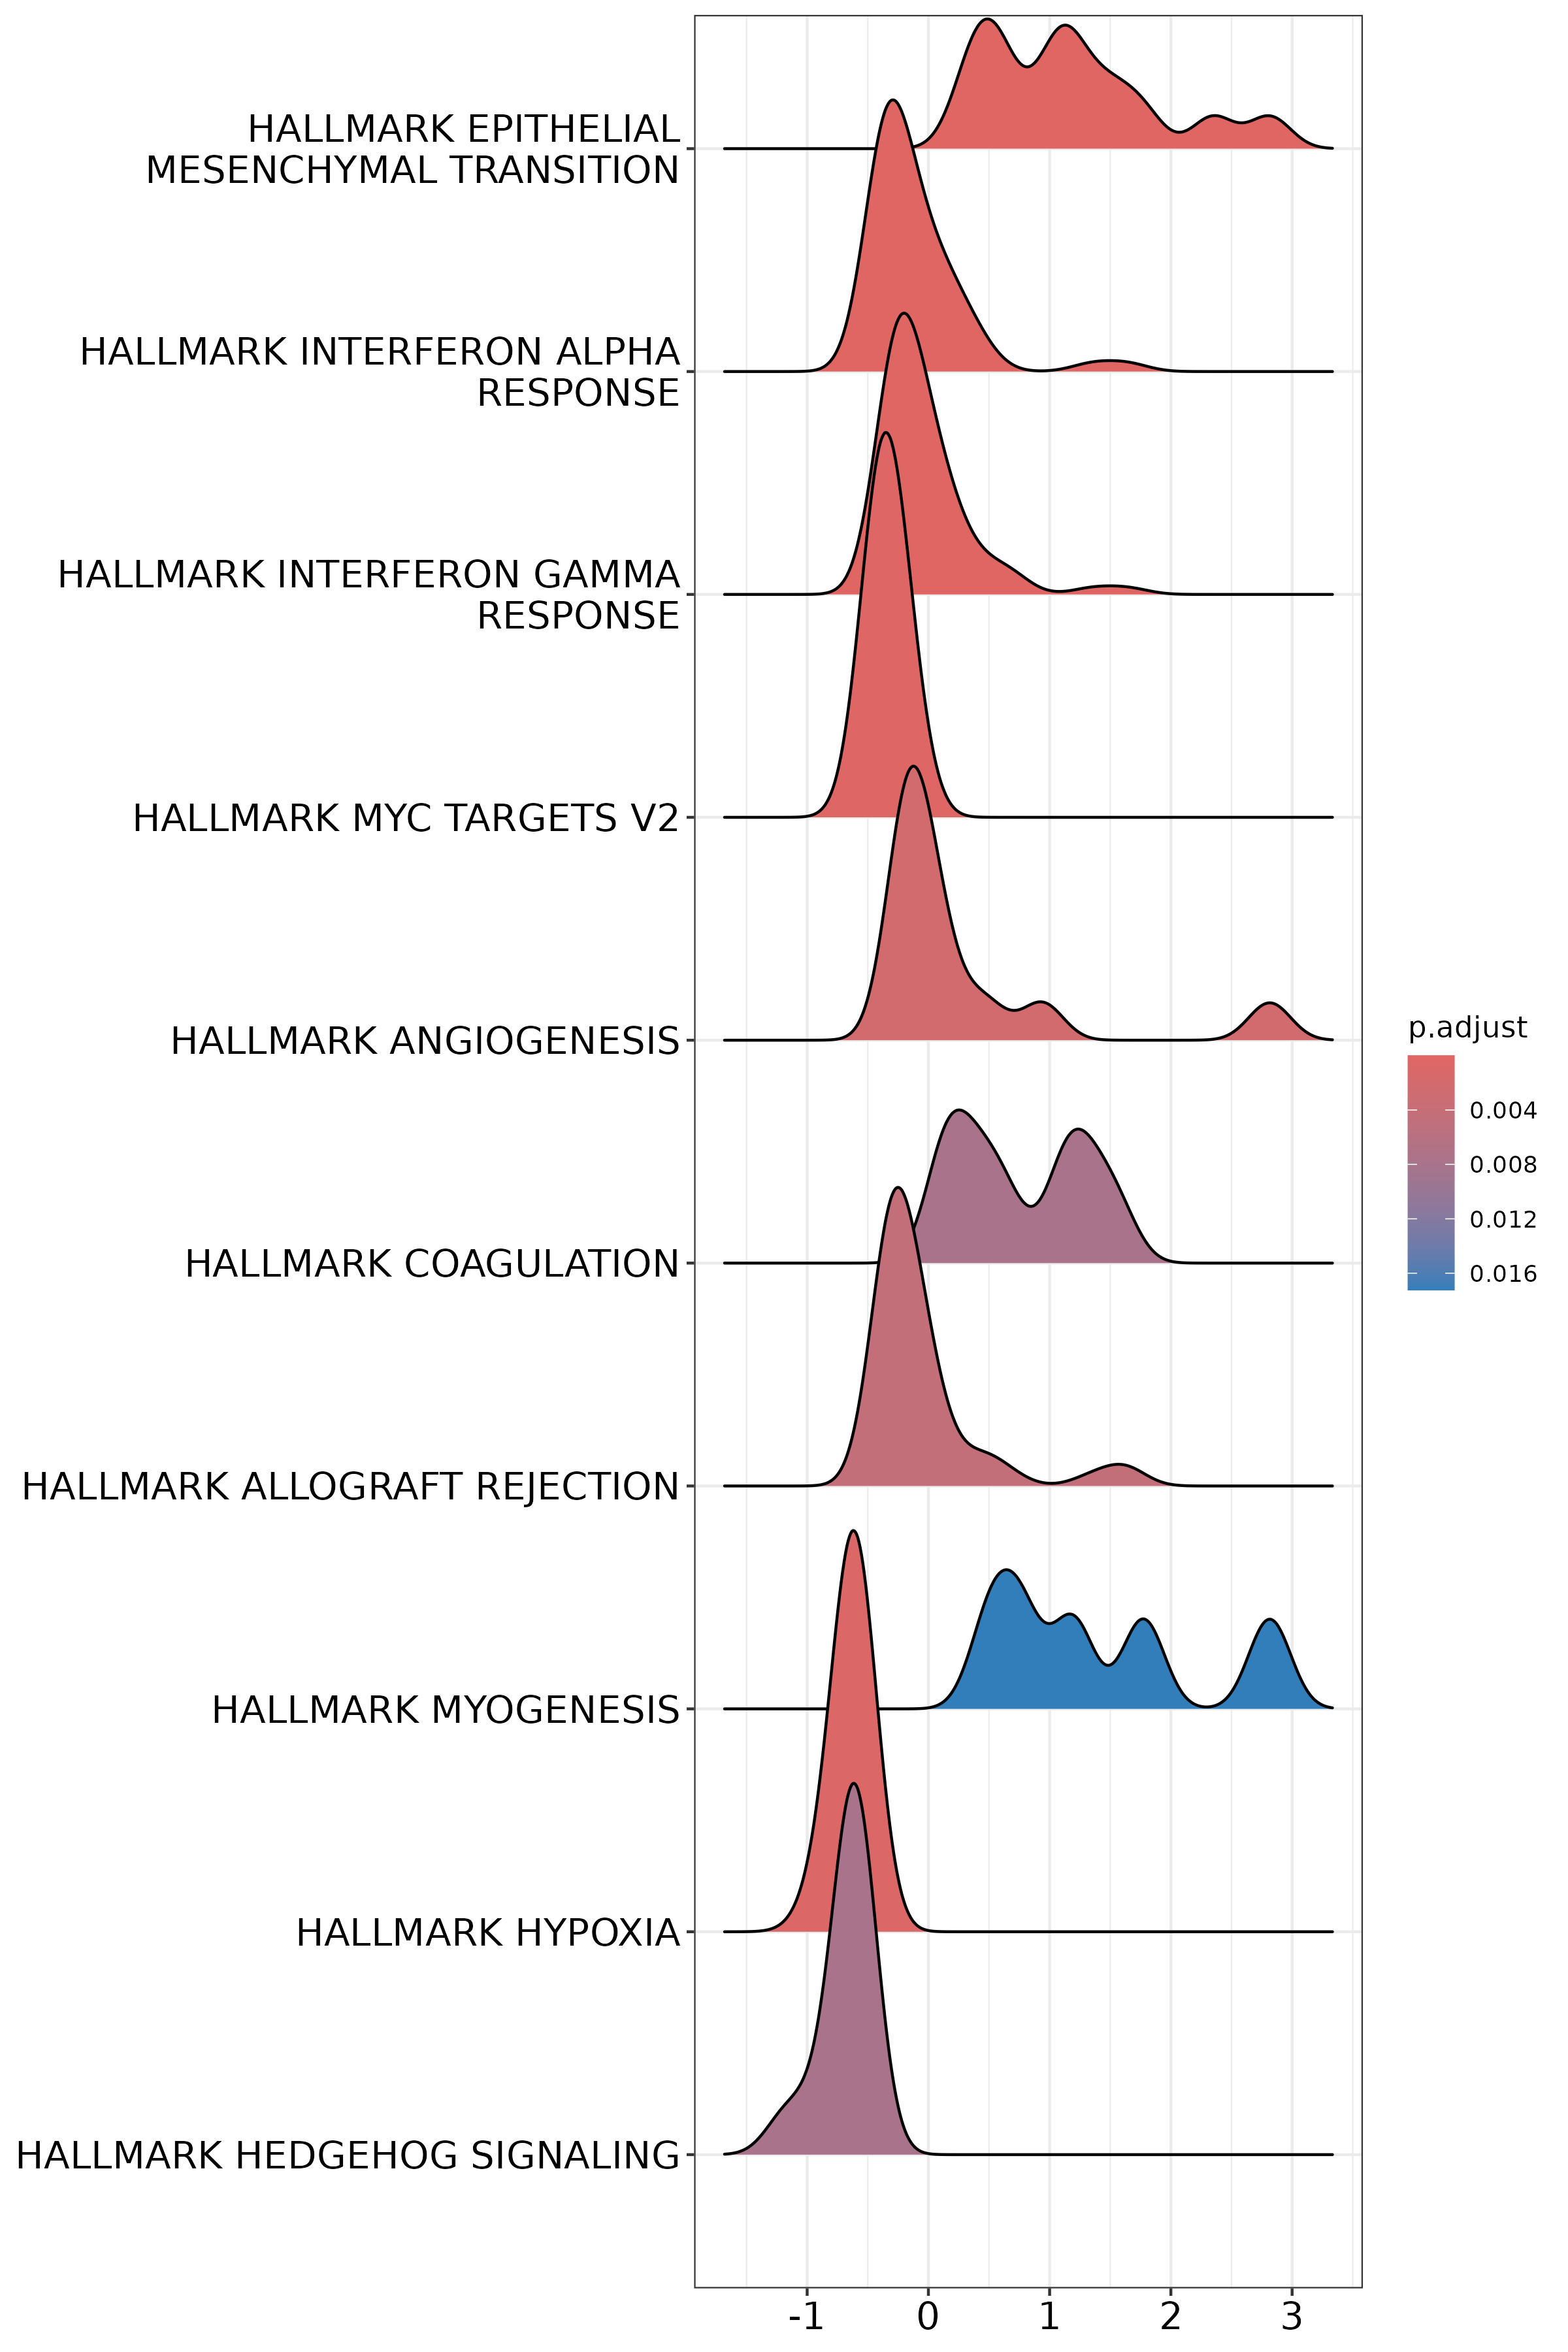 HALLMARK EPITHELIAL
MESENCHYMAL TRANSITION
HALLMARK INTERFERON ALPHA
RESPONSE
HALLMARK INTERFERON GAMMA
RESPONSE
HALLMARK MYC TARGETS V2
HALLMARK ANGIOGENESIS
HALLMARK COAGULATION
HALLMARK ALLOGRAFT REJECTION
HALLMARK MYOGENESIS
HALLMARK HYPOXIA
HALLMARK HEDGEHOG SIGNALING
-1 0 1 2 3
p.adjust
0.004
0.008
0.012
0.016